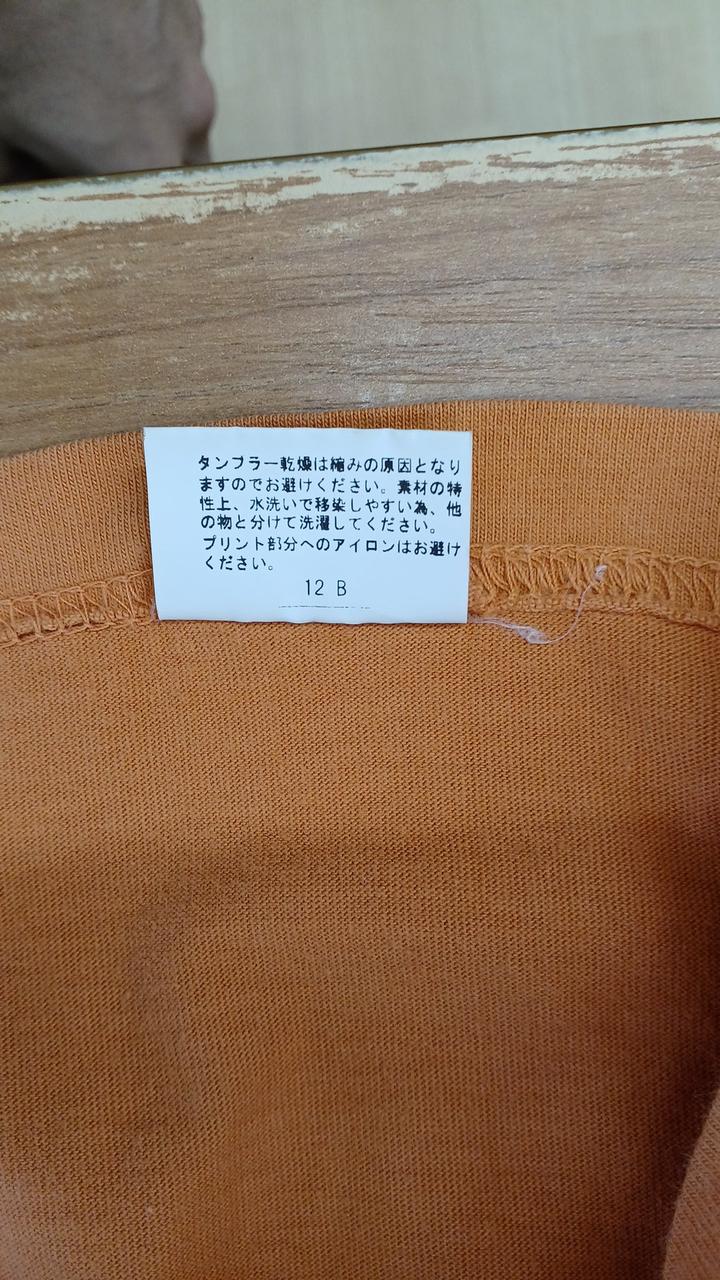 タンブラー乾燥は縮みの原因となり
ますのでお避けください。素材の特
性上、水洗いで移染しやすい為、他
の物と分けて洗濯してください。
プリント部分へのアイロンはお避け
ください。
12 B